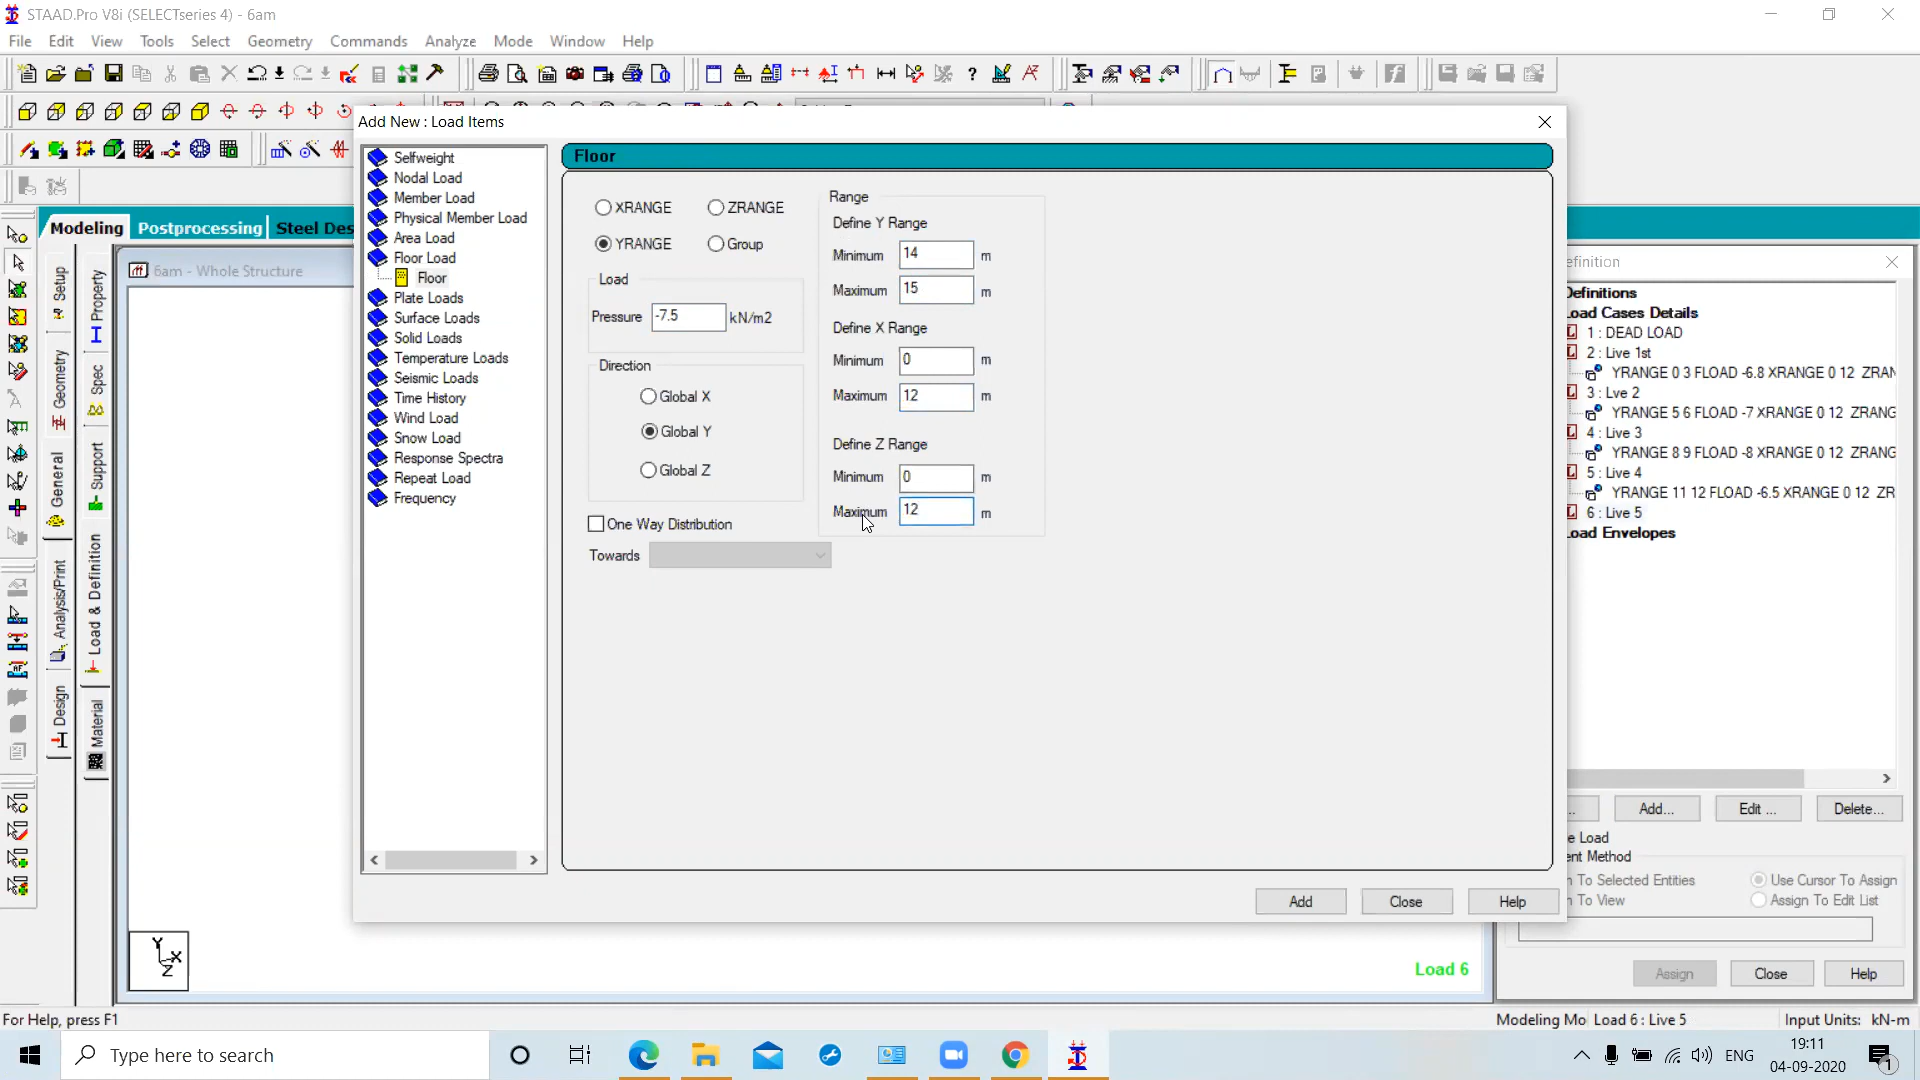 STAAD.Pro V8i (SELECTseries 4) - 6am
File Edit View Tools Select Geometry Commands Analyze Mode Window Help
Add New : Load Items
Selfweight
Nodal Load
Member Load
Physical Member Load
Area Load
Floor Load
Floor
Plate Loads
Surface Loads
Solid Loads
Temperature Loads
Seismic Loads
Time History
Wind Load
Snow Load
Response Spectra
Repeat Load
Frequency
Floor
XRANGE ZRANGE
YRANGE Group
Load
Pressure -7.5 kN/m2
Direction
Global X
Global Y
Global Z
One Way Distribution
Towards
Range
Define Y Range
Minimum 14 m
Maximum 15 m
Define X Range
Minimum 0 m
Maximum 12 m
Define Z Range
Minimum 0 m
Maximum 12 m
Add Close Help
Modeling Postprocessing Steel Des
6am - Whole Structure
Setup
Geometry
General
Analysis/Print
Design
Property
Spec
Support
Load & Definition
Material
efinition
Definitions
oad Cases Details
1 : DEAD LOAD
2 : Live 1st
YRANGE 0 3 FLOAD -6.8 XRANGE 0 12 ZRAN
3 : Lve 2
YRANGE 5 6 FLOAD -7 XRANGE 0 12 ZRANG
4 : Live 3
YRANGE 8 9 FLOAD -8 XRANGE 0 12 ZRANG
5 : Live 4
YRANGE 11 12 FLOAD -6.5 XRANGE 0 12 ZR
6 : Live 5
oad Envelopes
... Add... Edit ... Delete...
e Load
ent Method
n To Selected Entities Use Cursor To Assign
n To View Assign To Edit List
Assign Close Help
Y
X
Z
Load 6
For Help, press F1
Modeling Mo Load 6 : Live 5 Input Units: kN-m
Type here to search
ENG
19:11
04-09-2020
1